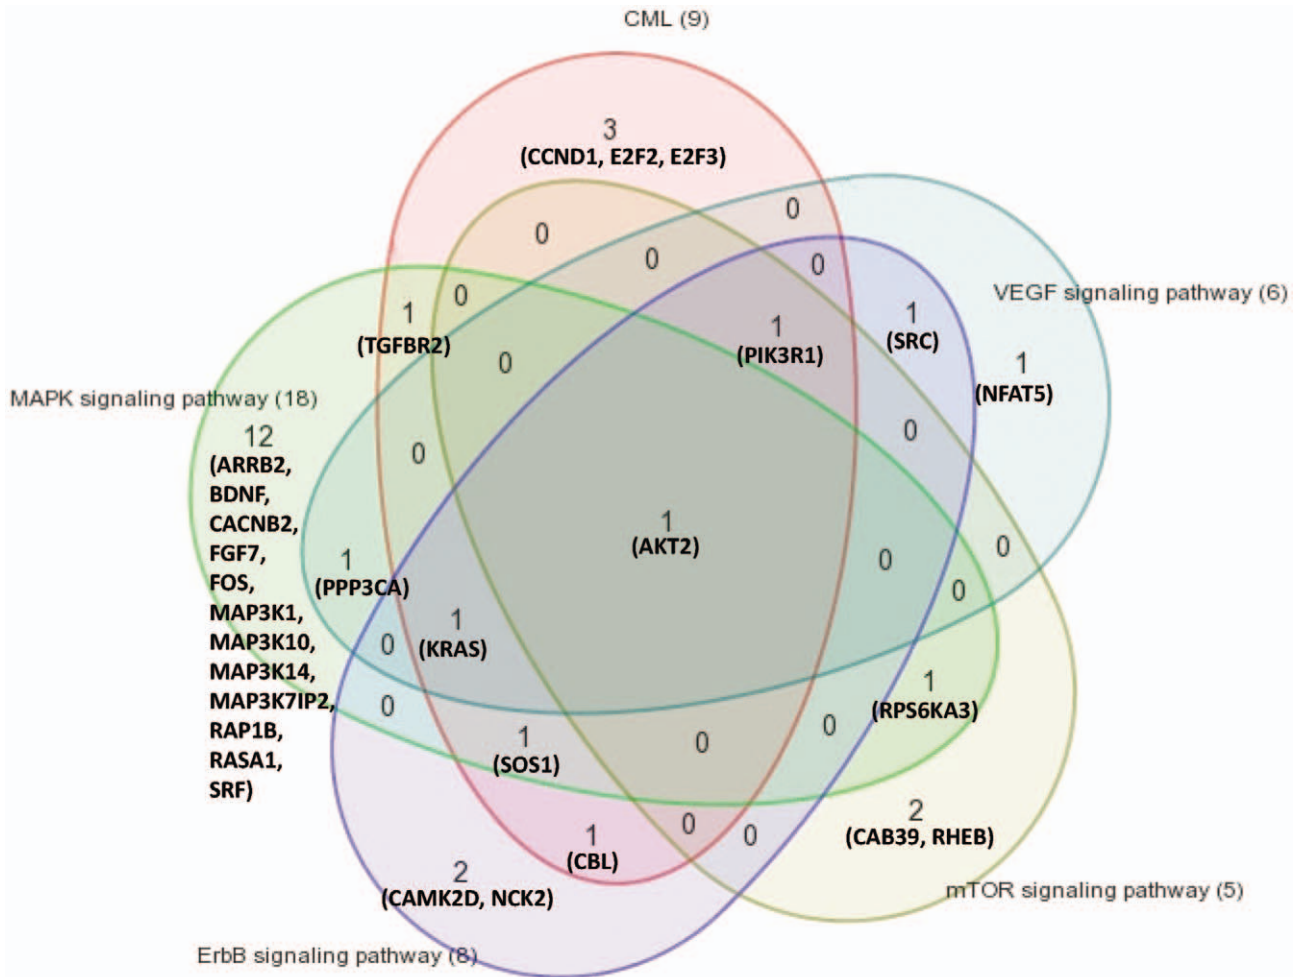 CML (9)
3
(CCND1, E2F2, E2F3)
0
0
0
0
VEGF signaling pathway (6)
0
1
(TGFBR2)
1
(PIK3R1)
1
(SRC)
1
(NFAT5)
0
MAPK signaling pathway (18)
12
(ARRB2,
BDNF,
CACNB2,
FGF7,
FOS,
MAP3K1,
MAP3K10,
MAP3K14,
MAP3K7IP2,
RAP1B,
RASA1,
SRF)
0
0
1
(AKT2)
1
(PPP3CA)
0
0
0
1
(KRAS)
0
0
1
(RPS6KA3)
1
(SOS1)
0
0
2
(CAB39, RHEB)
0
0
1
(CBL)
2
(CAMK2D, NCK2)
mTOR signaling pathway (5)
ErbB signaling pathway (8)